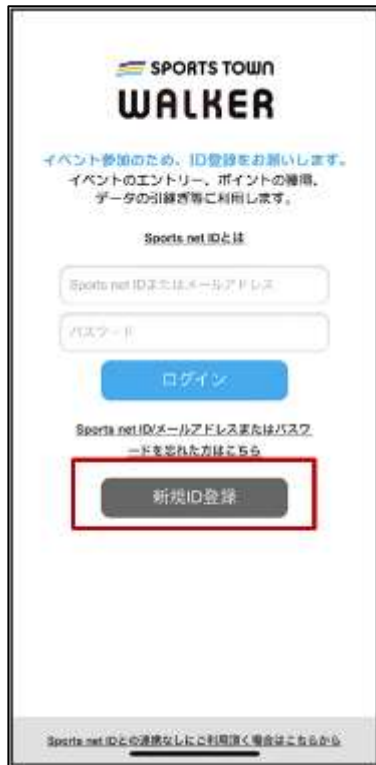 SPORTS TOWN
WALKER
イベント参加のため、ID登録をお願いします。
イベントのエントリー、ポイントの獲得、
データの引継ぎ等に利用します。
Sports net IDとは
Sports net IDまたはメールアドレス
パスワード
ログイン
Sports net ID/メールアドレスまたはパスワ
ードを忘れた方はこちら
新規ID登録
Sports net IDとの連携なしにご利用頂く場合はこちらから